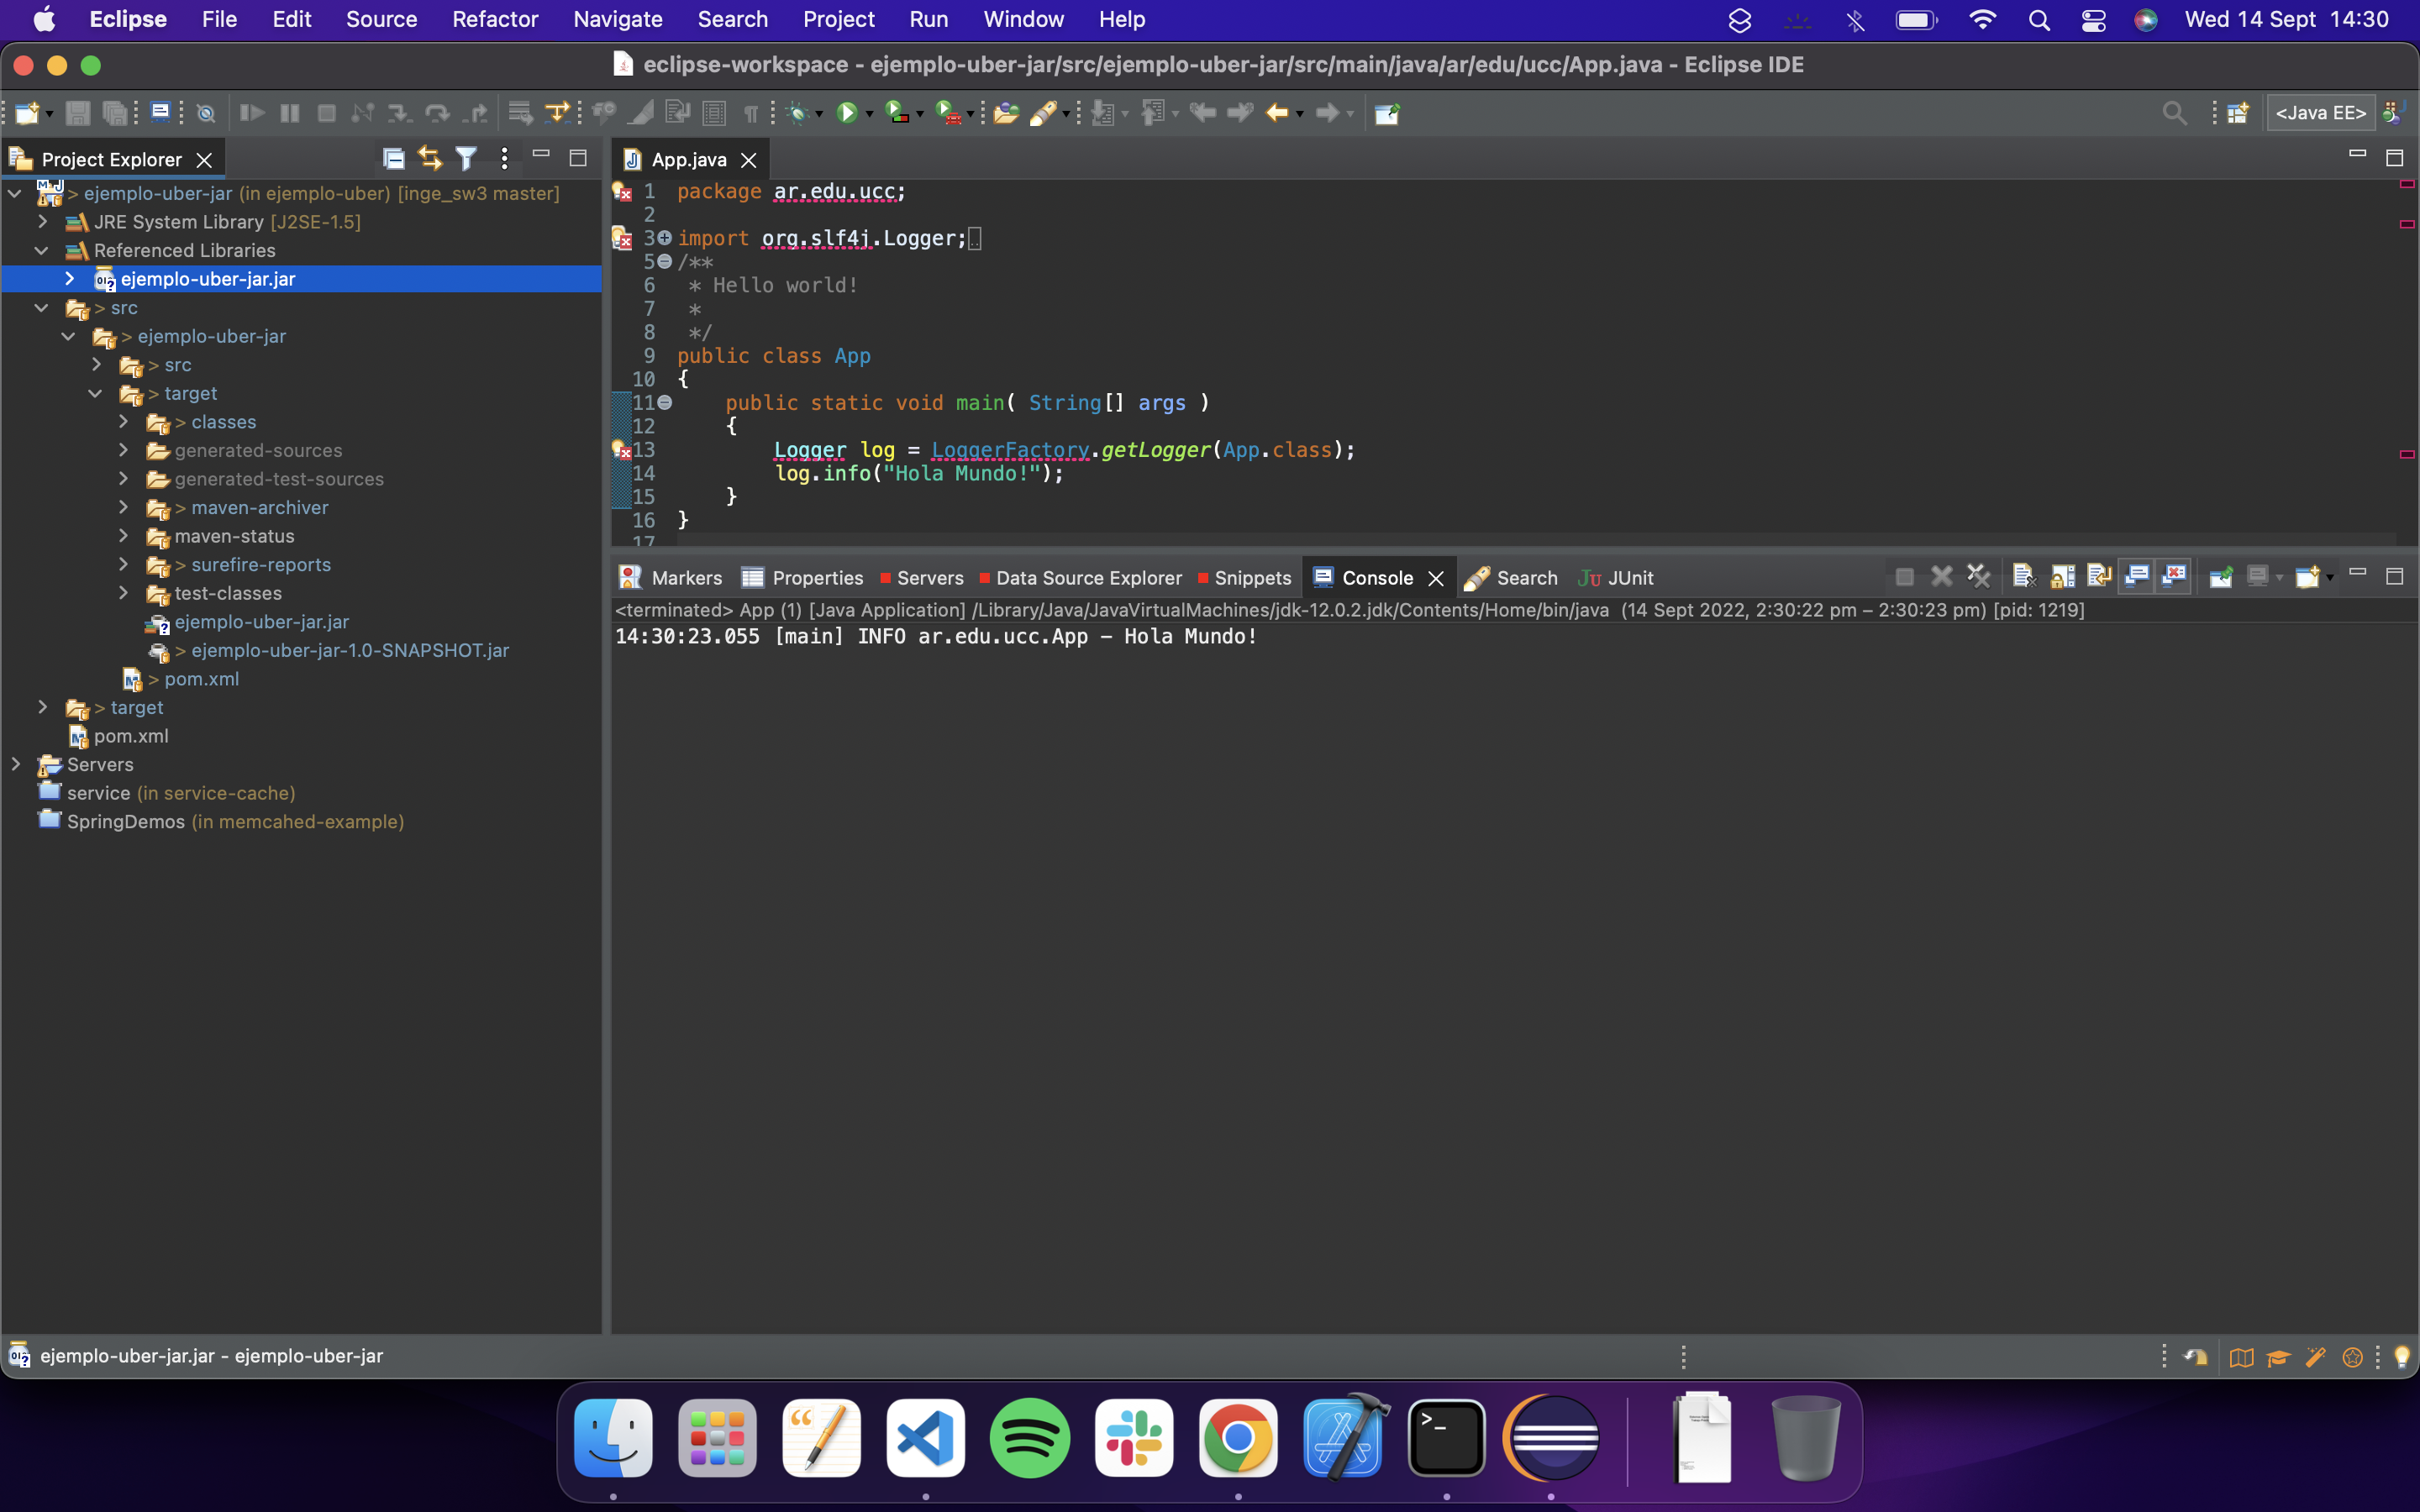 Eclipse File Edit Source Refactor Navigate Search Project Run Window Help Wed 14 Sept 14:30
eclipse-workspace - ejemplo-uber-jar/src/ejemplo-uber-jar/src/main/java/ar/edu/ucc/App.java - Eclipse IDE
<Java EE>
Project Explorer
> ejemplo-uber-jar (in ejemplo-uber) [inge_sw3 master]
JRE System Library [J2SE-1.5]
Referenced Libraries
ejemplo-uber-jar.jar
> src
> ejemplo-uber-jar
> src
> target
> classes
generated-sources
generated-test-sources
> maven-archiver
maven-status
> surefire-reports
test-classes
ejemplo-uber-jar.jar
> ejemplo-uber-jar-1.0-SNAPSHOT.jar
> pom.xml
> target
pom.xml
Servers
service (in service-cache)
SpringDemos (in memcahed-example)
App.java
1 package ar.edu.ucc;
2
3 import org.slf4j.Logger;
5 /**
6 * Hello world!
7 *
8 */
9 public class App
10 {
11 public static void main( String[] args )
12 {
13 Logger log = LoggerFactory.getLogger(App.class);
14 log.info("Hola Mundo!");
15 }
16 }
17
Markers Properties Servers Data Source Explorer Snippets Console Search JUnit
<terminated> App (1) [Java Application] /Library/Java/JavaVirtualMachines/jdk-12.0.2.jdk/Contents/Home/bin/java (14 Sept 2022, 2:30:22 pm – 2:30:23 pm) [pid: 1219]
14:30:23.055 [main] INFO ar.edu.ucc.App - Hola Mundo!
ejemplo-uber-jar.jar - ejemplo-uber-jar